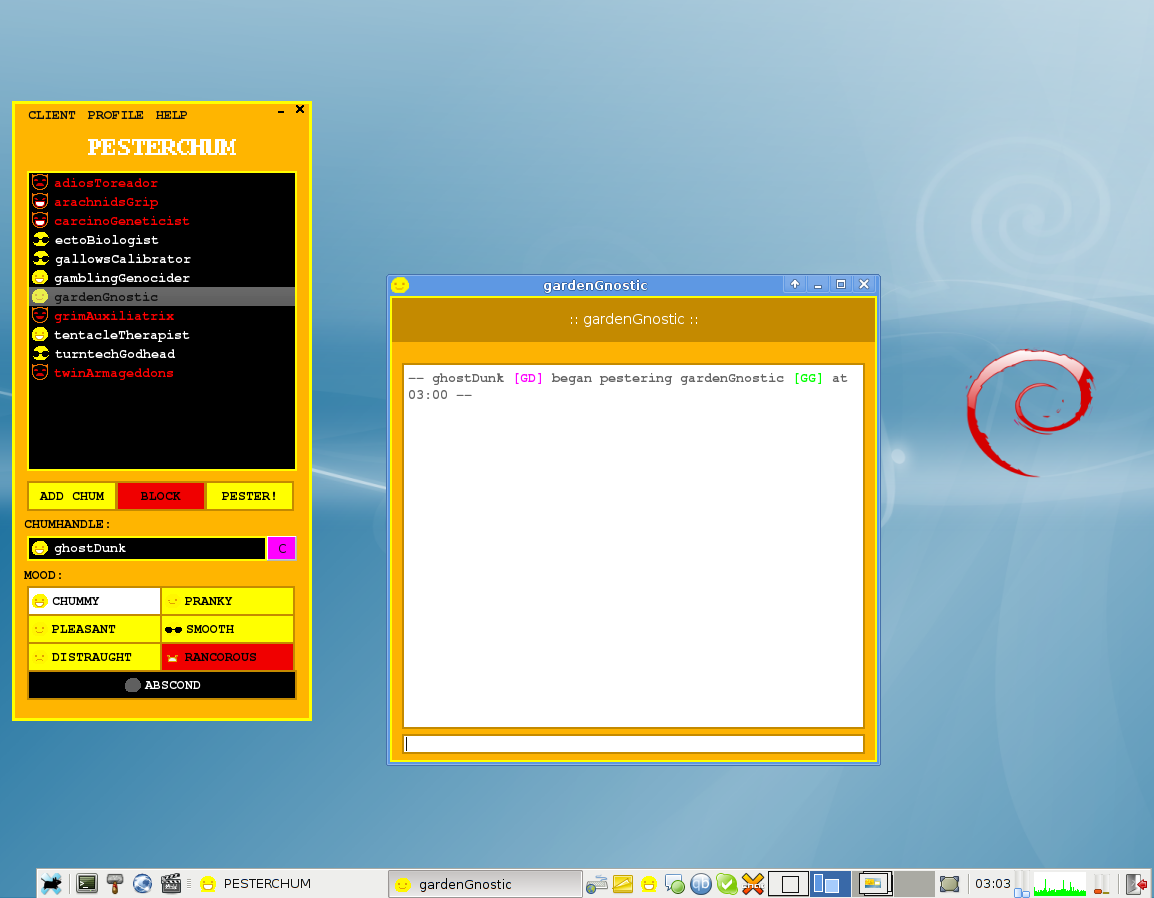 CLIENT PROFILE HELP
PESTERCHUM
adiosToreador
arachnidsGrip
carcinoGeneticist
ectoBiologist
gallowsCalibrator
gamblingGenocider
gardenGnostic
grimAuxiliatrix
tentacleTherapist
turntechGodhead
twinArmageddons
ADD CHUM BLOCK PESTER!
CHUMHANDLE:
ghostDunk C
MOOD:
CHUMMY PRANKY
PLEASANT SMOOTH
DISTRAUGHT RANCOROUS
ABSCOND
gardenGnostic
:: gardenGnostic ::
-- ghostDunk [GD] began pestering gardenGnostic [GG] at
03:00 --
PESTERCHUM gardenGnostic qb 03:03